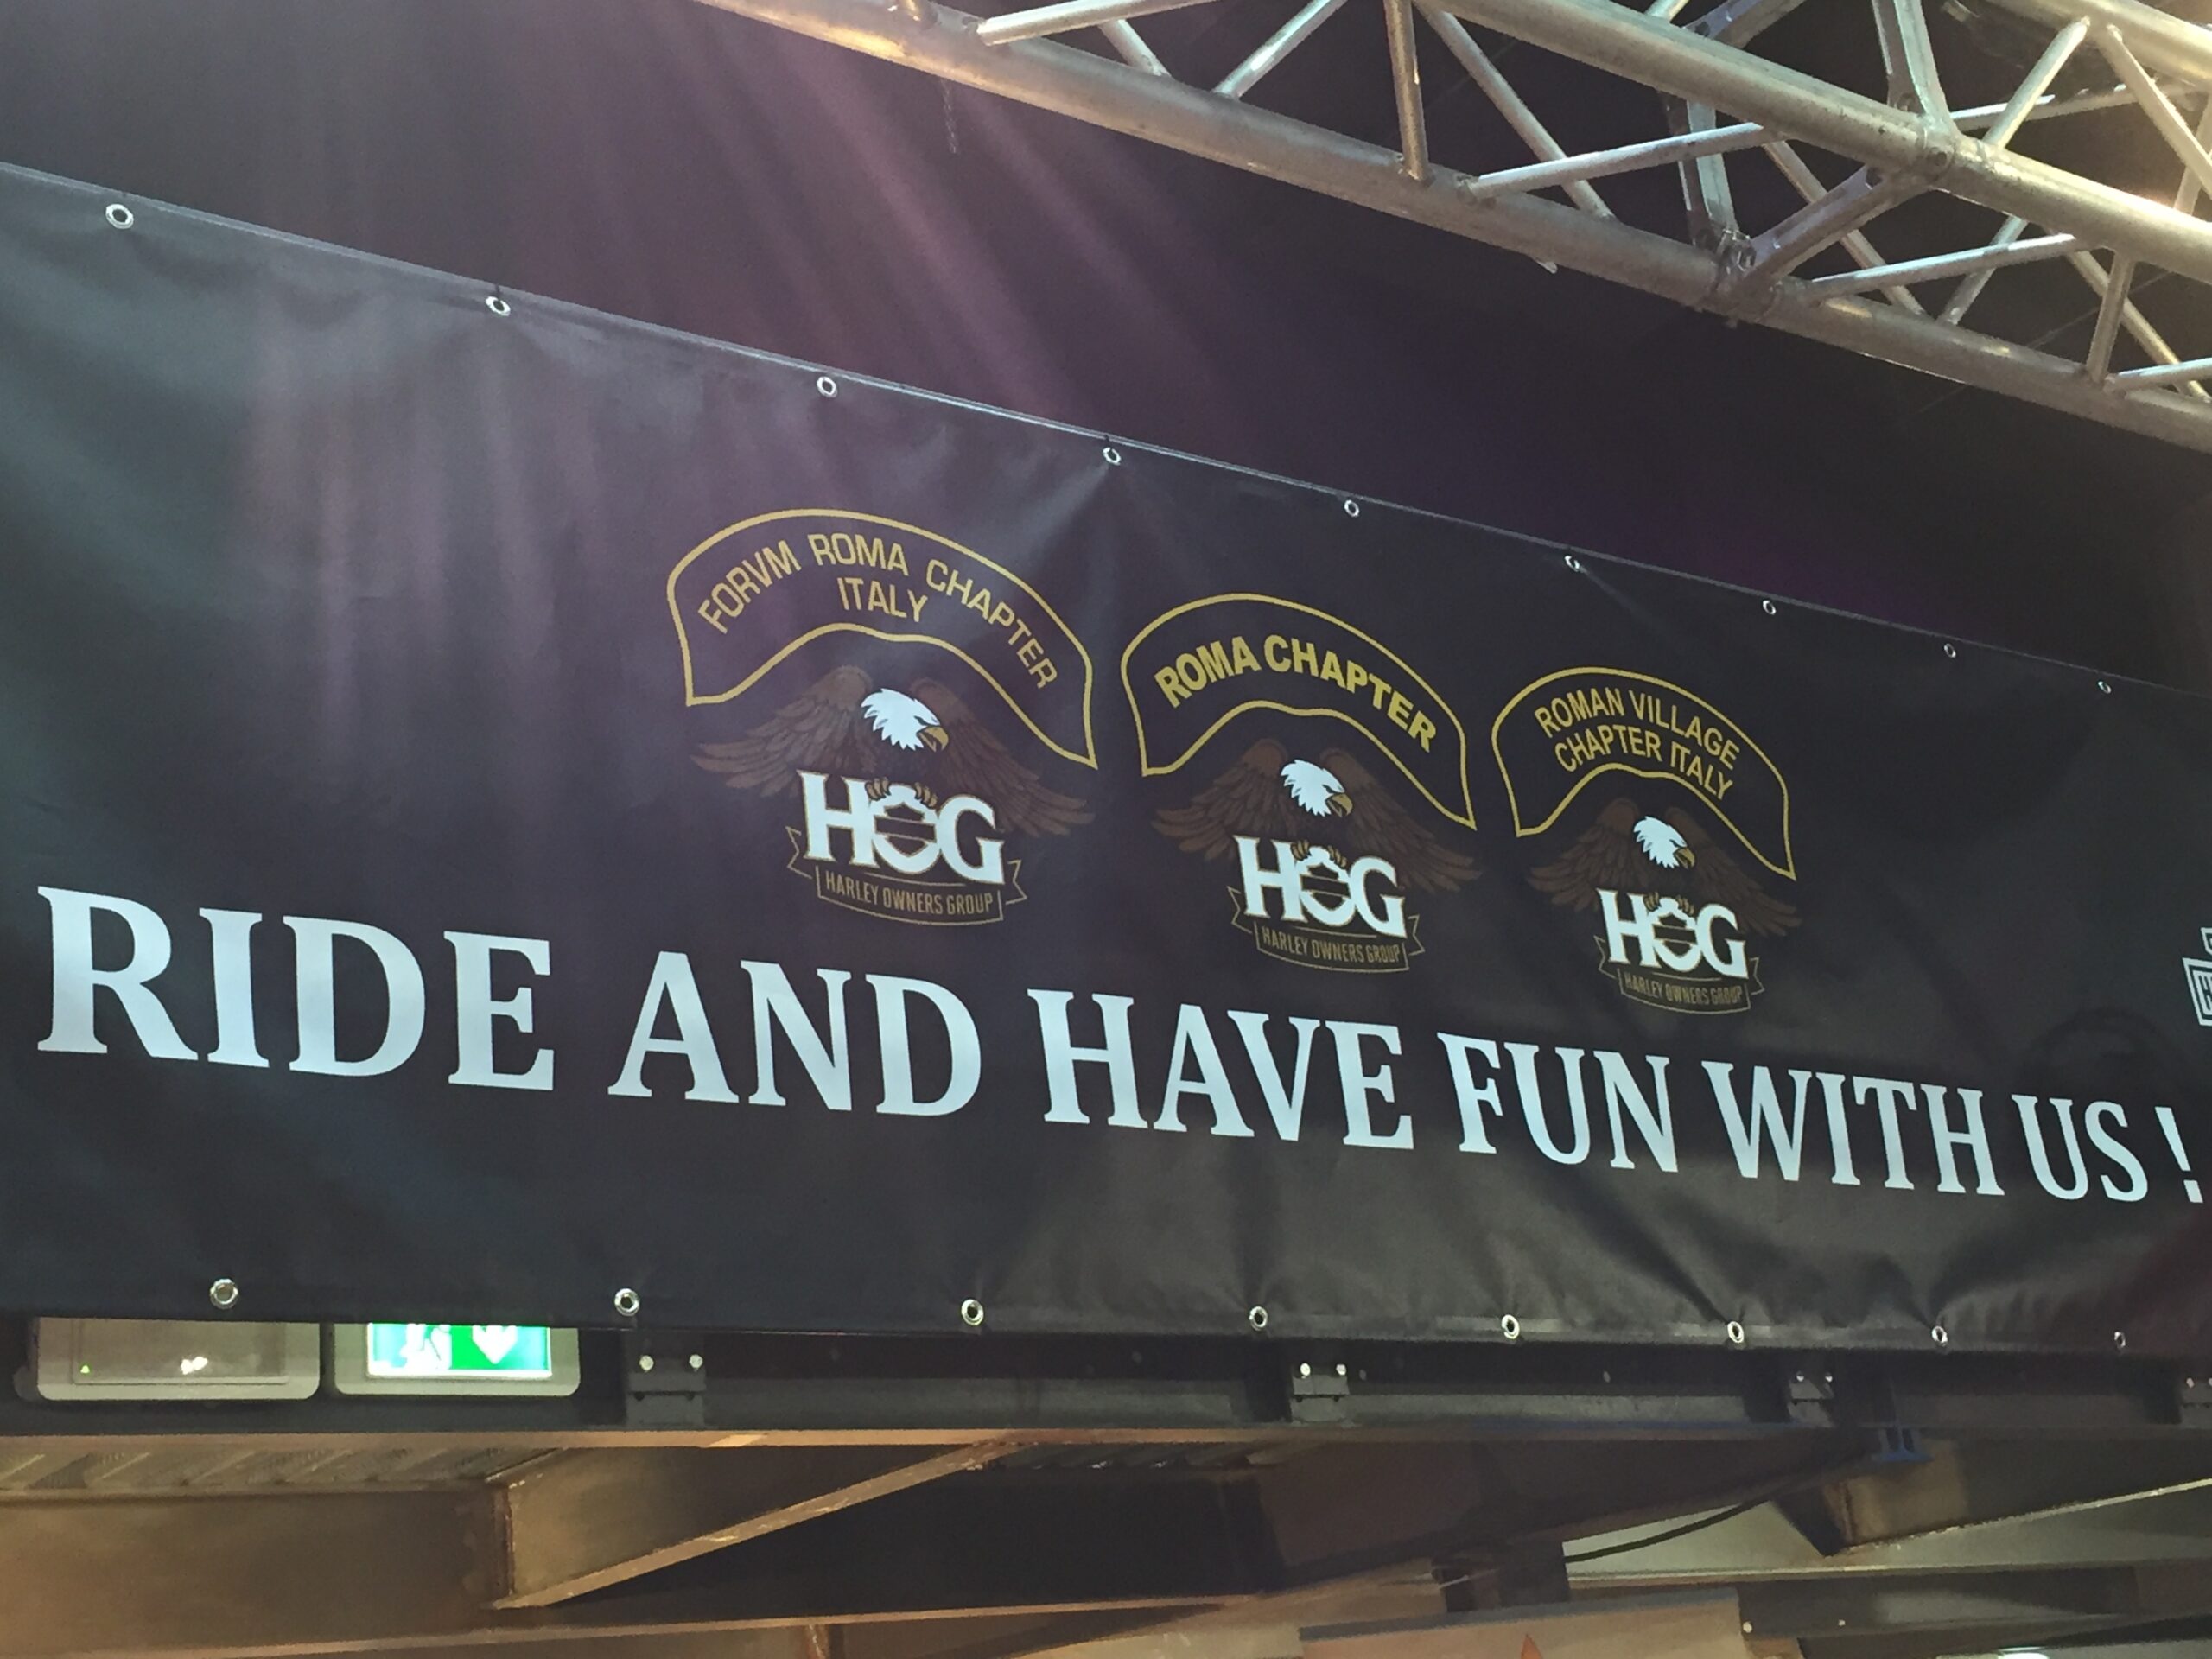 FORVM ROMA CHAPTER
ITALY
HOG
HARLEY OWNERS GROUP
ROMA CHAPTER
HOG
HARLEY OWNERS GROUP
ROMAN VILLAGE
CHAPTER ITALY
HOG
HARLEY OWNERS GROUP
RIDE AND HAVE FUN WITH US !